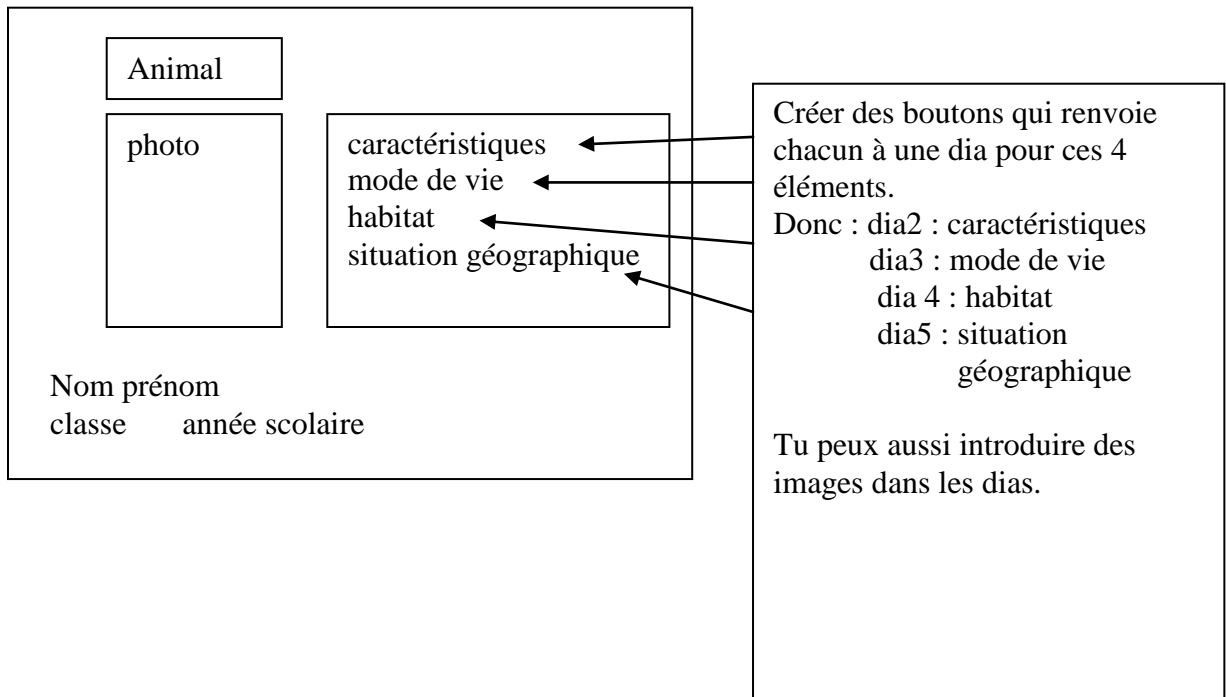 Animal
photo
caractéristiques
mode de vie
habitat
situation géographique
Nom prénom
classe année scolaire
Créer des boutons qui renvoie
chacun à une dia pour ces 4
éléments.
Donc : dia2 : caractéristiques
dia3 : mode de vie
dia 4 : habitat
dia5 : situation
géographique
Tu peux aussi introduire des
images dans les dias.